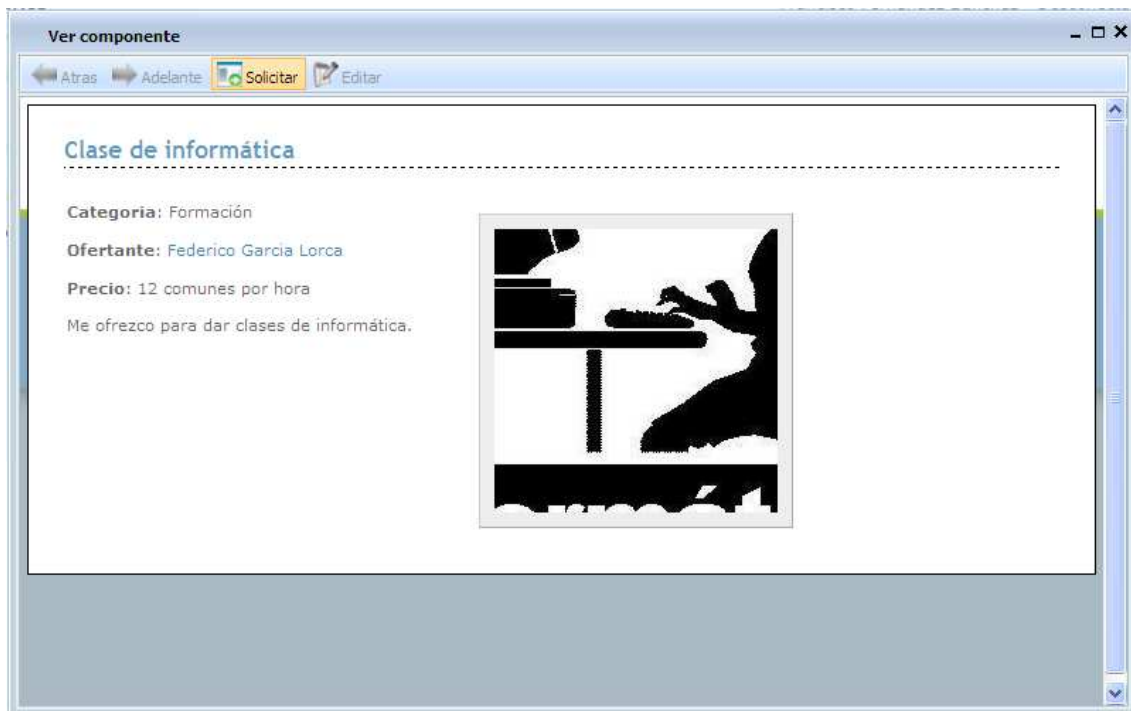 Ver componente
Atras Adelante Solicitar Editar
Clase de informática
Categoria: Formación
Ofertante: Federico Garcia Lorca
Precio: 12 comunes por hora
Me ofrezco para dar clases de informática.